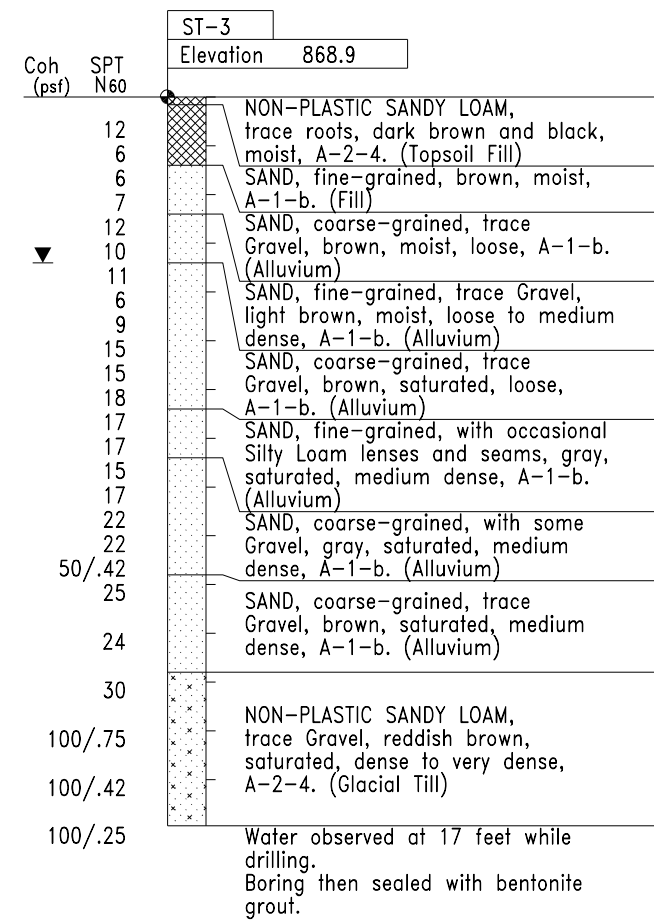 ST-3
Elevation 868.9
Coh SPT
(psf) N60
NON-PLASTIC SANDY LOAM,
12 trace roots, dark brown and black,
6 moist, A-2-4. (Topsoil Fill)
6 SAND, fine-grained, brown, moist,
7 A-1-b. (Fill)
12 SAND, coarse-grained, trace
10 Gravel, brown, moist, loose, A-1-b.
11 (Alluvium)
6 SAND, fine-grained, trace Gravel,
9 light brown, moist, loose to medium
15 dense, A-1-b. (Alluvium)
15 SAND, coarse-grained, trace
18 Gravel, brown, saturated, loose,
17 A-1-b. (Alluvium)
17 SAND, fine-grained, with occasional
15 Silty Loam lenses and seams, gray,
17 saturated, medium dense, A-1-b.
(Alluvium)
22 SAND, coarse-grained, with some
22 Gravel, gray, saturated, medium
50/.42 dense, A-1-b. (Alluvium)
25 SAND, coarse-grained, trace
Gravel, brown, saturated, medium
24 dense, A-1-b. (Alluvium)
30
NON-PLASTIC SANDY LOAM,
100/.75 trace Gravel, reddish brown,
saturated, dense to very dense,
100/.42 A-2-4. (Glacial Till)
100/.25 Water observed at 17 feet while
drilling.
Boring then sealed with bentonite
grout.